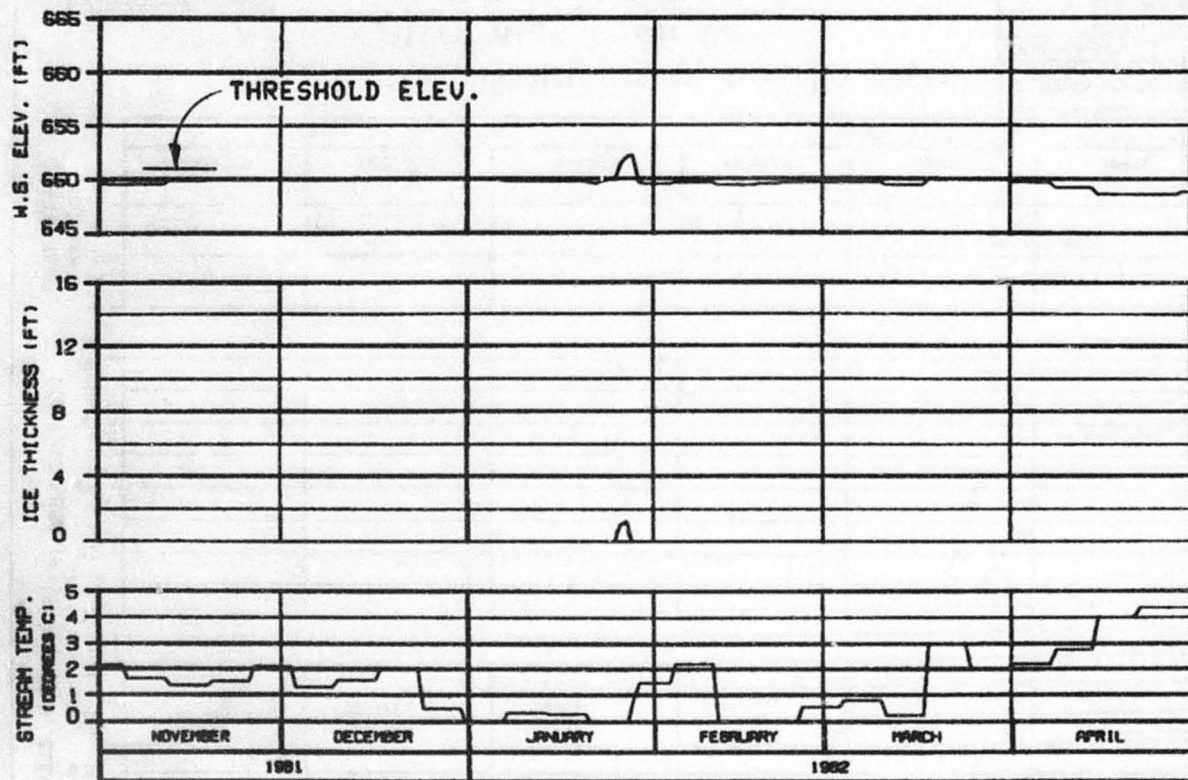 665
660
655
650
645
W.S. ELEV. (FT)
THRESHOLD ELEV.
16
12
8
4
0
ICE THICKNESS (FT)
5
4
3
2
1
0
STREAM TEMP.
(DEGREES C)
NOVEMBER DECEMBER JANUARY FEBRUARY MARCH APRIL
1981 1982